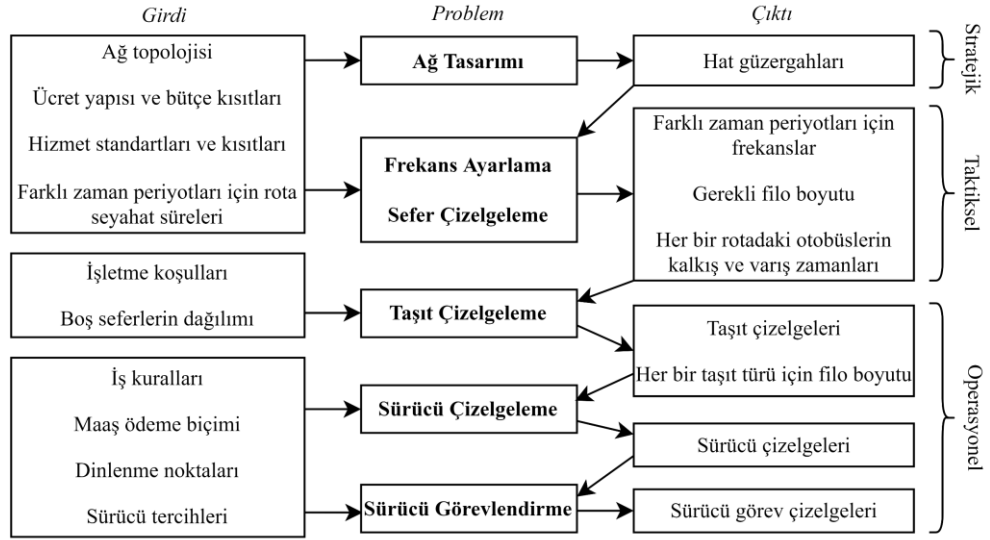 Girdi
Problem
Çıktı
Ağ topolojisi
Ücret yapısı ve bütçe kısıtları
Hizmet standartları ve kısıtları
Farklı zaman periyotları için rota
seyahat süreleri
Ağ Tasarımı
Hat güzergahları
Stratejik
Frekans Ayarlama
Sefer Çizelgeleme
Farklı zaman periyotları için
frekanslar
Gerekli filo boyutu
Her bir rotadaki otobüslerin
kalkış ve varış zamanları
Taktiksel
İşletme koşulları
Boş seferlerin dağılımı
Taşıt Çizelgeleme
Taşıt çizelgeleri
Her bir taşıt türü için filo boyutu
Operasyonel
İş kuralları
Maaş ödeme biçimi
Dinlenme noktaları
Sürücü tercihleri
Sürücü Çizelgeleme
Sürücü çizelgeleri
Sürücü Görevlendirme
Sürücü görev çizelgeleri